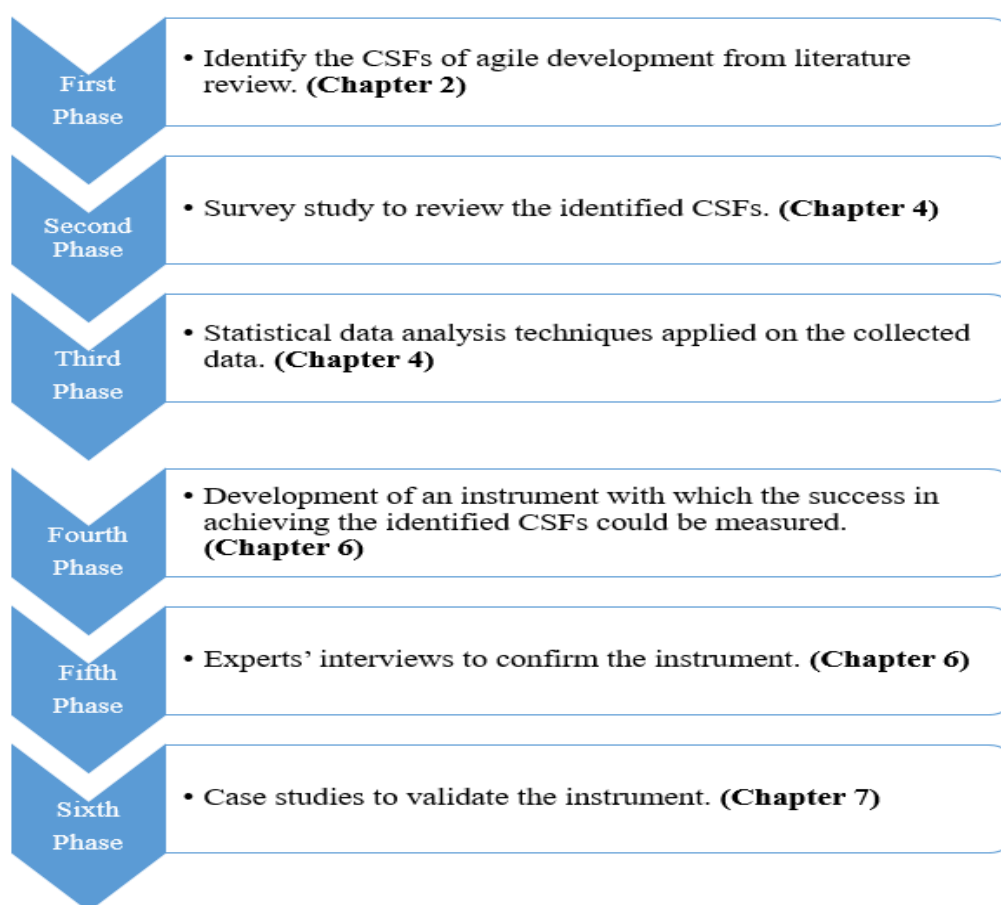 First
Phase
• Identify the CSFs of agile development from literature
review. (Chapter 2)
Second
Phase
• Survey study to review the identified CSFs. (Chapter 4)
Third
Phase
• Statistical data analysis techniques applied on the collected
data. (Chapter 4)
Fourth
Phase
• Development of an instrument with which the success in
achieving the identified CSFs could be measured.
(Chapter 6)
Fifth
Phase
• Experts’ interviews to confirm the instrument. (Chapter 6)
Sixth
Phase
• Case studies to validate the instrument. (Chapter 7)